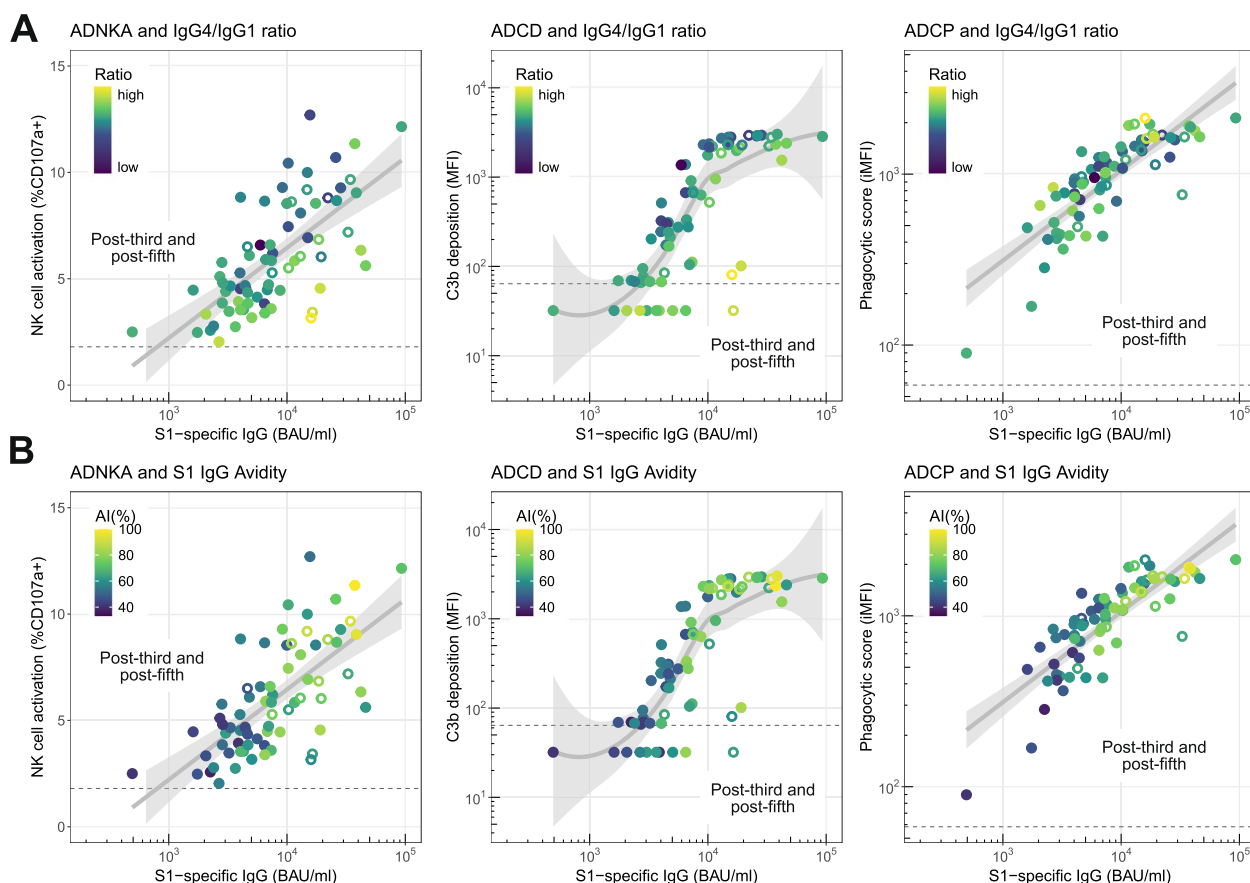 A
ADNKA and IgG4/IgG1 ratio
NK cell activation (%CD107a+)
15
10
5
0
Ratio
high
low
Post-third and
post-fifth
10³
10⁴
10⁵
S1−specific IgG (BAU/ml)
ADCD and IgG4/IgG1 ratio
C3b deposition (MFI)
10⁴
10³
10²
10¹
Ratio
high
low
Post-third and
post-fifth
10³
10⁴
10⁵
S1−specific IgG (BAU/ml)
ADCP and IgG4/IgG1 ratio
Phagocytic score (iMFI)
10³
10²
Ratio
high
low
Post-third and
post-fifth
10³
10⁴
10⁵
S1−specific IgG (BAU/ml)
B
ADNKA and S1 IgG Avidity
NK cell activation (%CD107a+)
15
10
5
0
AI(%)
100
80
60
40
Post-third and
post-fifth
10³
10⁴
10⁵
S1−specific IgG (BAU/ml)
ADCD and S1 IgG Avidity
C3b deposition (MFI)
10⁴
10³
10²
10¹
AI(%)
100
80
60
40
Post-third and
post-fifth
10³
10⁴
10⁵
S1−specific IgG (BAU/ml)
ADCP and S1 IgG Avidity
Phagocytic score (iMFI)
10³
10²
AI(%)
100
80
60
40
Post-third and
post-fifth
10³
10⁴
10⁵
S1−specific IgG (BAU/ml)